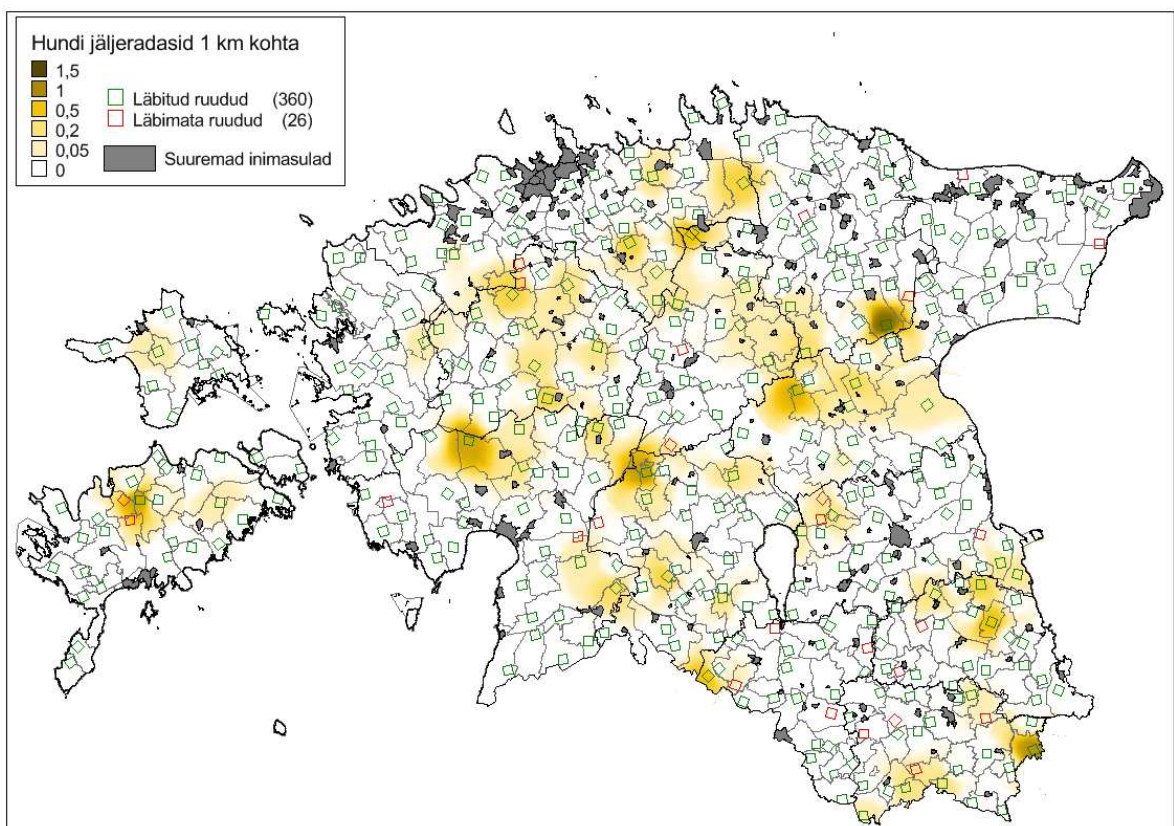 Hundi jäljeradasid 1 km kohta
1,5
1
0,5
0,2
0,05
0
Läbitud ruudud (360)
Läbimata ruudud (26)
Suuremad inimasulad